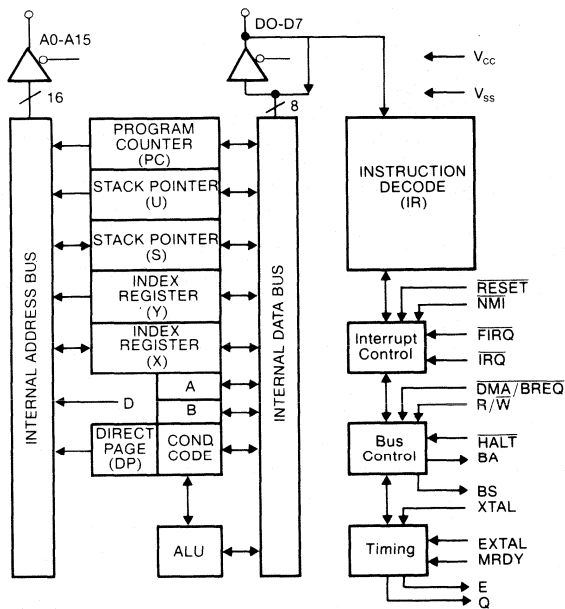 A0-A15
DO-D7
V_CC
V_SS
16
8
PROGRAM
COUNTER
(PC)
STACK POINTER
(U)
STACK POINTER
(S)
INDEX
REGISTER
(Y)
INDEX
REGISTER
(X)
A
D
B
DIRECT
PAGE
(DP)
COND.
CODE
ALU
INTERNAL ADDRESS BUS
INTERNAL DATA BUS
INSTRUCTION
DECODE
(IR)
RESET
NMI
Interrupt
Control
FIRQ
IRQ
DMA/BREQ
R/W
Bus
Control
HALT
BA
BS
XTAL
Timing
EXTAL
MRDY
E
Q